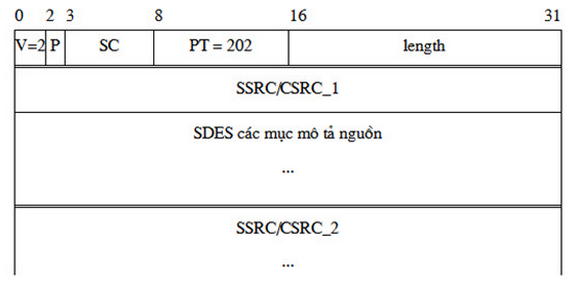 0 2 3 8 16 31
V=2 P SC PT = 202 length
SSRC/CSRC_1
SDES các mục mô tả nguồn
...
SSRC/CSRC_2
...